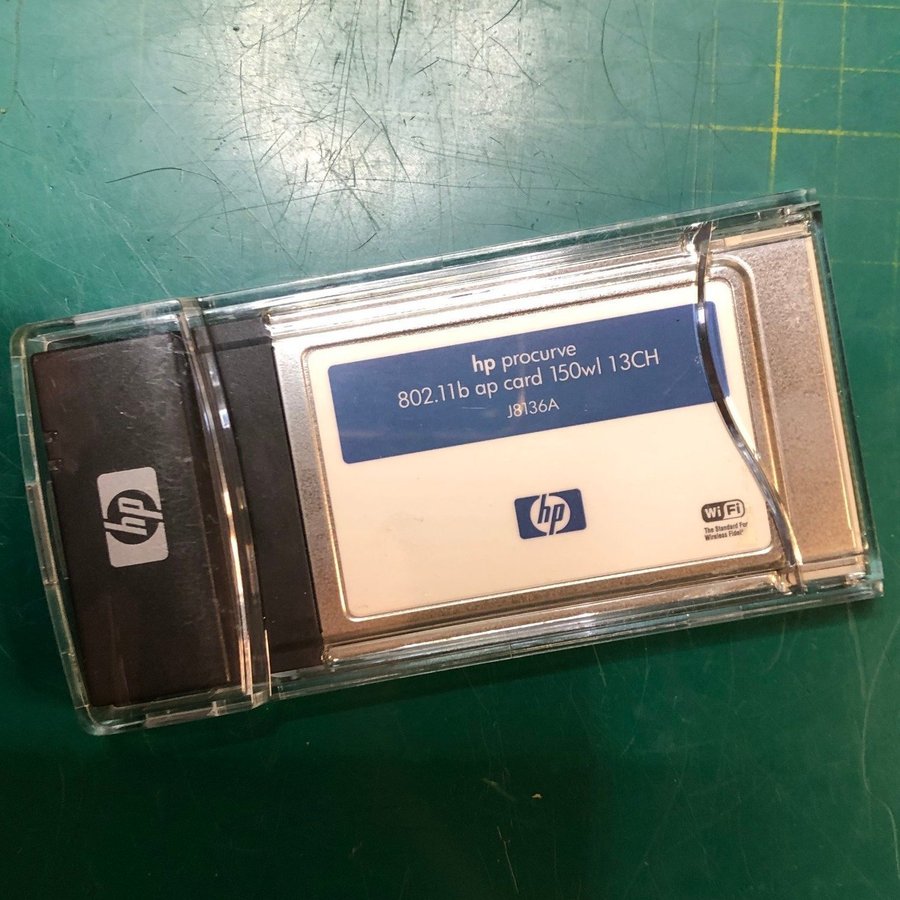 hp
hp procurve
802.11b ap card 150wl 13CH
J8136A
hp
Wi Fi
The Standard For
Wireless Fidelity